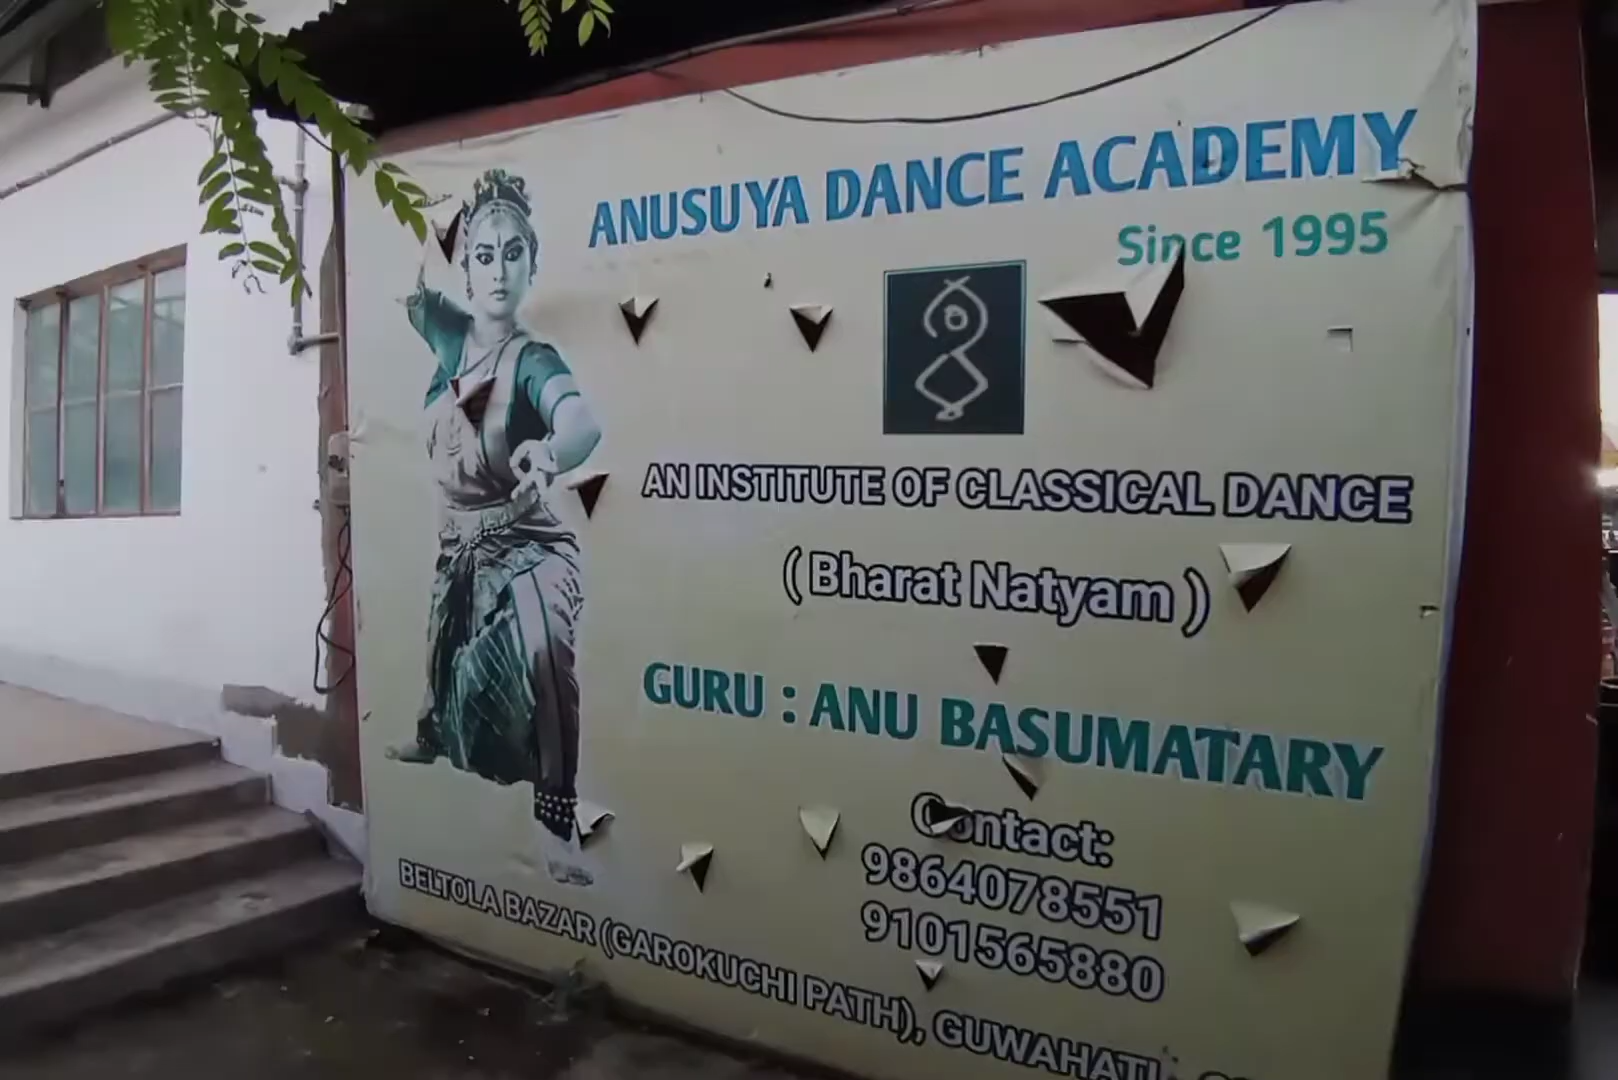 ANUSUYA DANCE ACADEMY
Since 1995
AN INSTITUTE OF CLASSICAL DANCE
( Bharat Natyam )
GURU : ANU BASUMATARY
Contact:
9864078551
9101565880
BELTOLA BAZAR (GAROKUCHI PATH), GUWAHATI